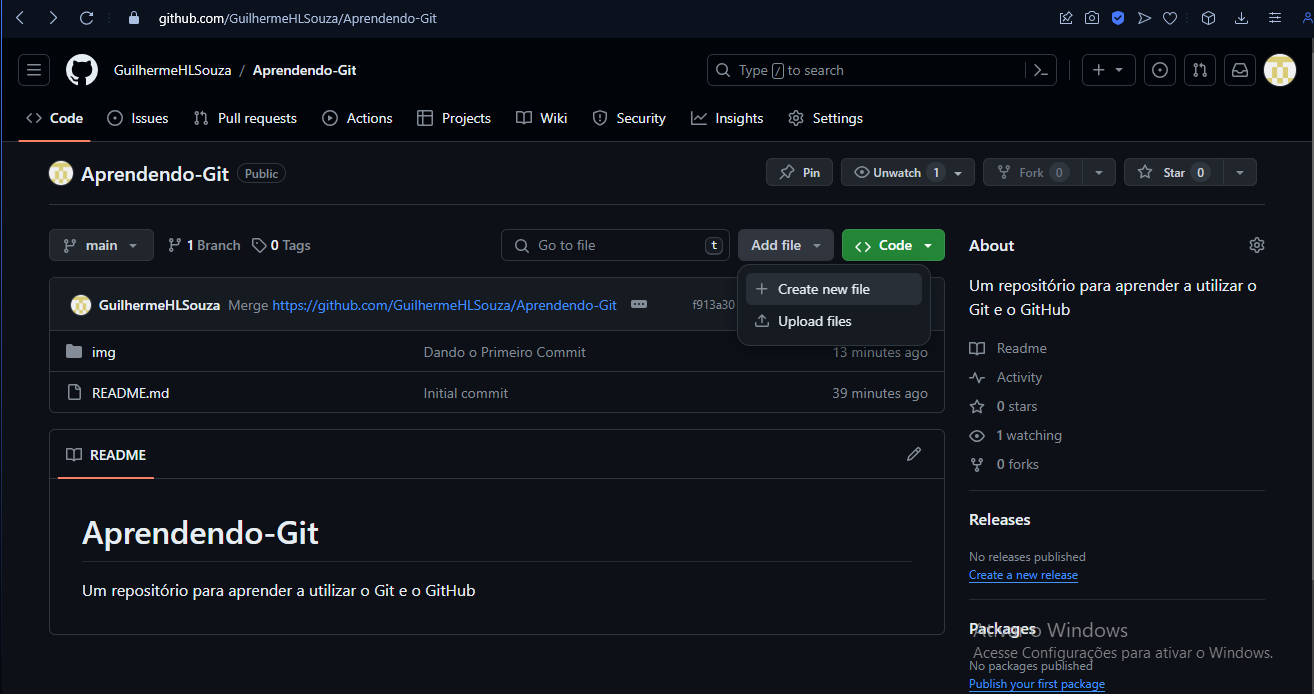 github.com/GuilhermeHLSouza/Aprendendo-Git
GuilhermeHLSouza / Aprendendo-Git
Type / to search
Code Issues Pull requests Actions Projects Wiki Security Insights Settings
Aprendendo-Git Public
Pin Unwatch 1 Fork 0 Star 0
main 1 Branch 0 Tags Go to file t Add file Code
Create new file
Upload files
GuilhermeHLSouza Merge https://github.com/GuilhermeHLSouza/Aprendendo-Git f913a30
img Dando o Primeiro Commit 13 minutes ago
README.md Initial commit 39 minutes ago
README
Aprendendo-Git
Um repositório para aprender a utilizar o Git e o GitHub
About
Um repositório para aprender a utilizar o
Git e o GitHub
Readme
Activity
0 stars
1 watching
0 forks
Releases
No releases published
Create a new release
Packages
No packages published
Publish your first package
Ativar o Windows
Acesse Configurações para ativar o Windows.